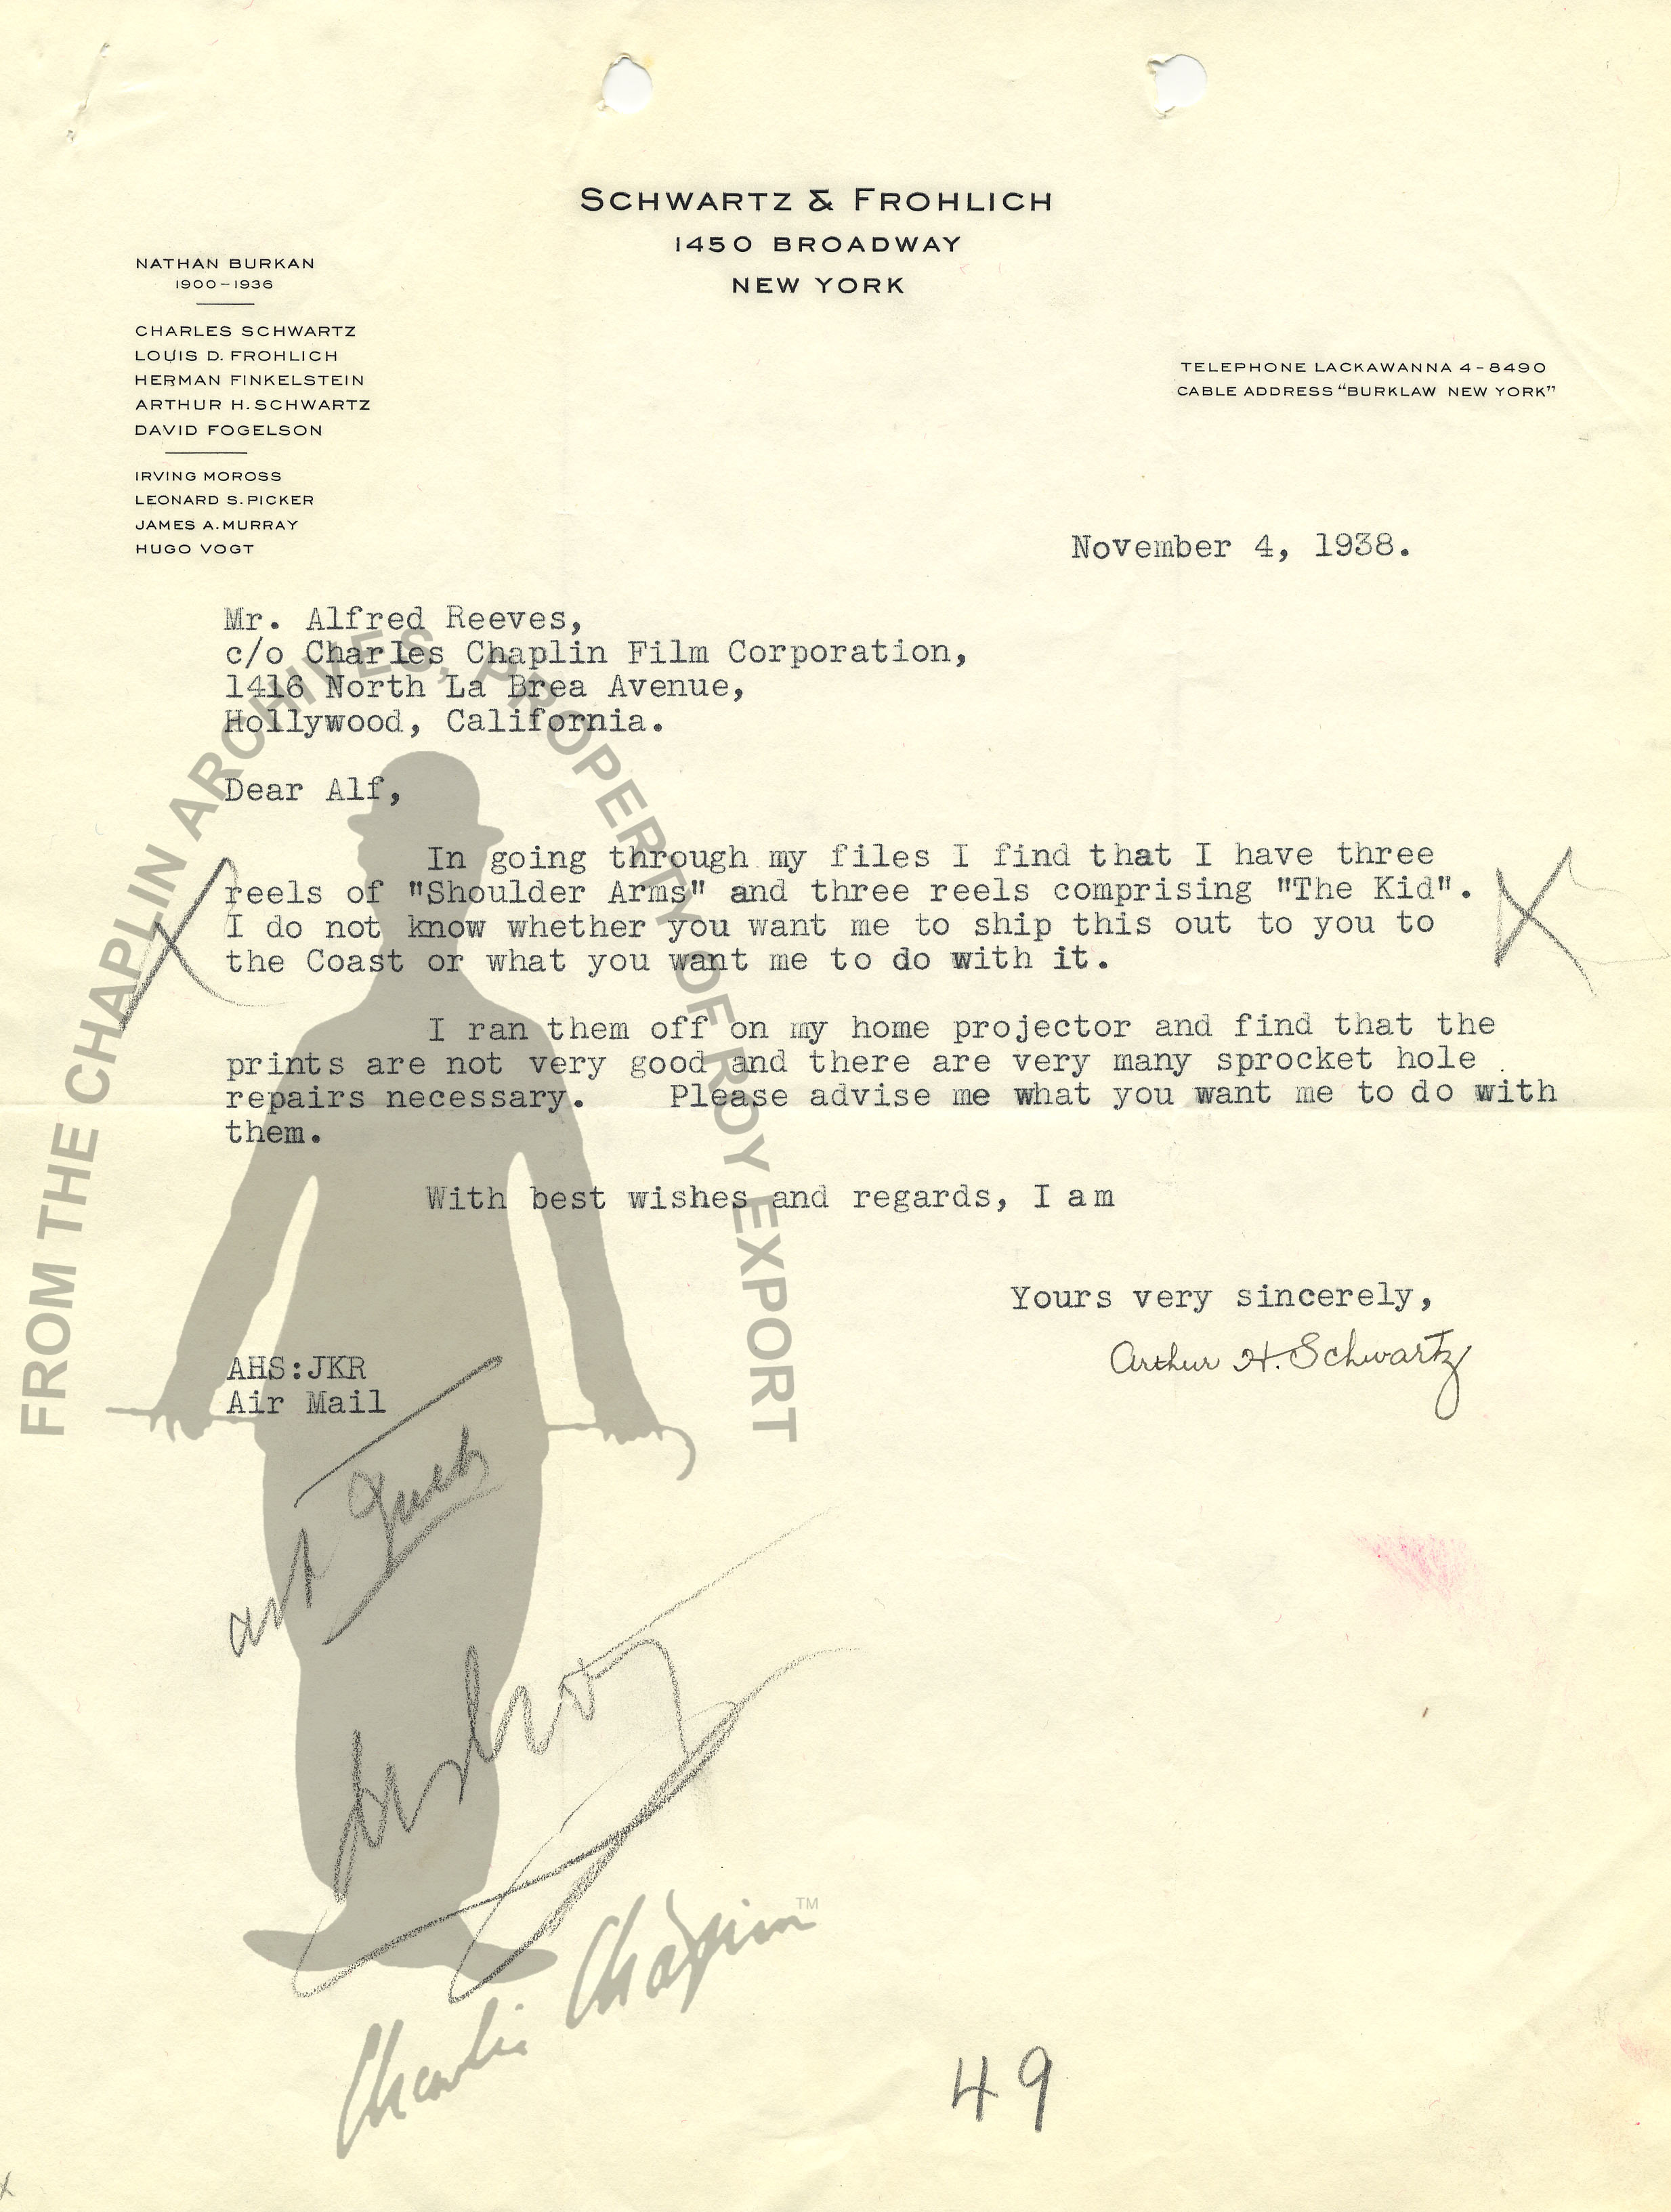 SCHWARTZ & FROHLICH
1450 BROADWAY
NEW YORK
NATHAN BURKAN
1900-1936
CHARLES SCHWARTZ
LOUIS D. FROHLICH
HERMAN FINKELSTEIN
ARTHUR H. SCHWARTZ
DAVID FOGELSON
IRVING MOROSS
LEONARD S. PICKER
JAMES A. MURRAY
HUGO VOGT
TELEPHONE LACKAWANNA 4-8490
CABLE ADDRESS "BURKLAW NEW YORK"
November 4, 1938.
Mr. Alfred Reeves,
c/o Charles Chaplin Film Corporation,
1416 North La Brea Avenue,
Hollywood, California.
Dear Alf,
In going through my files I find that I have three
reels of "Shoulder Arms" and three reels comprising "The Kid".
I do not know whether you want me to ship this out to you to
the Coast or what you want me to do with it.
I ran them off on my home projector and find that the
prints are not very good and there are very many sprocket hole
repairs necessary. Please advise me what you want me to do with
them.
With best wishes and regards, I am
Yours very sincerely,
Arthur H. Schwartz
AHS:JKR
Air Mail
destroy
49
FROM THE CHAPLIN ARCHIVES, PROPERTY OF ROY EXPORT
Charlie Chaplin TM